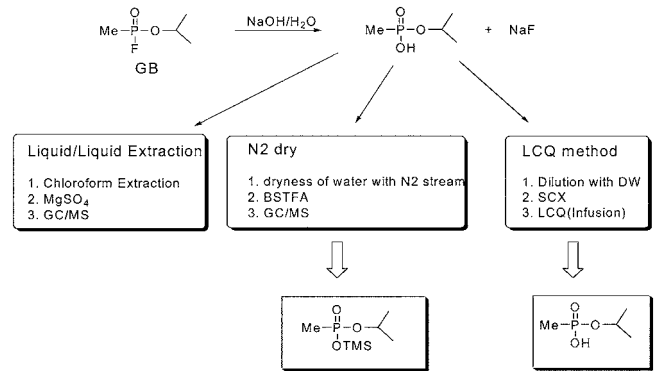 O
Me-P-O
F
GB
NaOH/H2O
O
Me-P-O
OH
+ NaF
Liquid/Liquid Extraction
1. Chloroform Extraction
2. MgSO4
3. GC/MS
N2 dry
1. dryness of water with N2 stream
2. BSTFA
3. GC/MS
LCQ method
1. Dilution with DW
2. SCX
3. LCQ(Infusion)
O
Me-P-O
OTMS
O
Me-P-O
OH